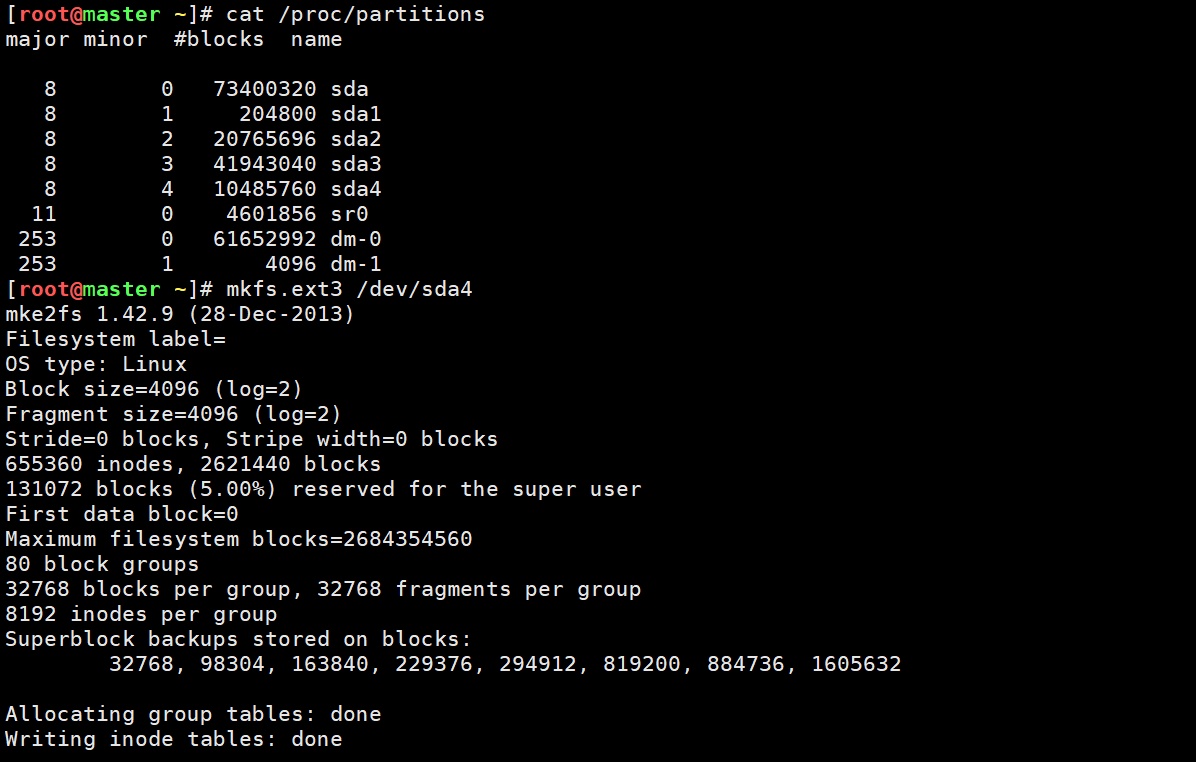 [root@master ~]# cat /proc/partitions
major minor  #blocks  name

   8        0   73400320 sda
   8        1     204800 sda1
   8        2   20765696 sda2
   8        3   41943040 sda3
   8        4   10485760 sda4
  11        0    4601856 sr0
 253        0   61652992 dm-0
 253        1       4096 dm-1
[root@master ~]# mkfs.ext3 /dev/sda4
mke2fs 1.42.9 (28-Dec-2013)
Filesystem label=
OS type: Linux
Block size=4096 (log=2)
Fragment size=4096 (log=2)
Stride=0 blocks, Stripe width=0 blocks
655360 inodes, 2621440 blocks
131072 blocks (5.00%) reserved for the super user
First data block=0
Maximum filesystem blocks=2684354560
80 block groups
32768 blocks per group, 32768 fragments per group
8192 inodes per group
Superblock backups stored on blocks:
        32768, 98304, 163840, 229376, 294912, 819200, 884736, 1605632

Allocating group tables: done
Writing inode tables: done